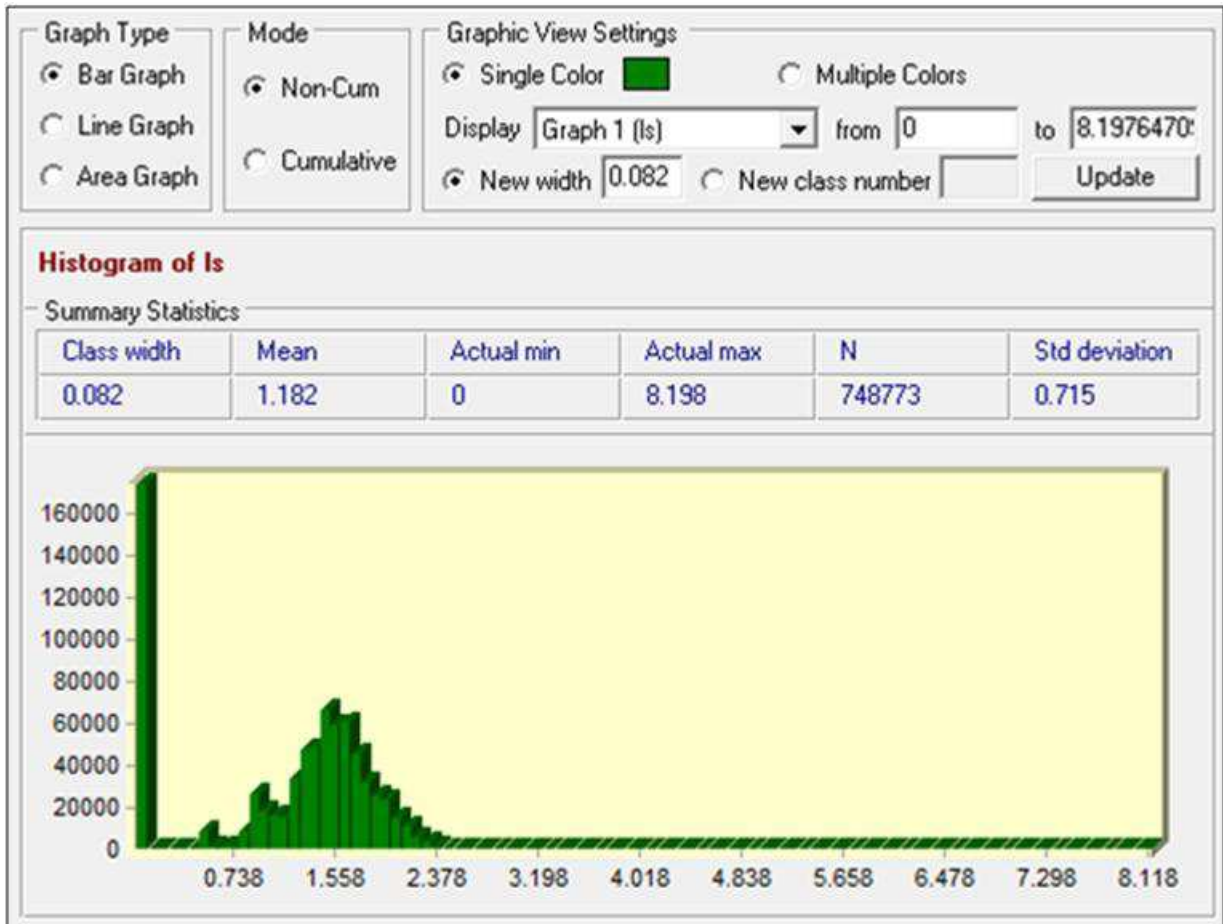 Graph Type
Bar Graph
Line Graph
Area Graph
Mode
Non-Cum
Cumulative
Graphic View Settings
Single Color Multiple Colors
Display Graph 1 (Is) from 0 to 8.1976470
New width 0.082 New class number Update
Histogram of Is
Summary Statistics
Class width Mean Actual min Actual max N Std deviation
0.082 1.182 0 8.198 748773 0.715
160000
140000
120000
100000
80000
60000
40000
20000
0
0.738 1.558 2.378 3.198 4.018 4.838 5.658 6.478 7.298 8.118